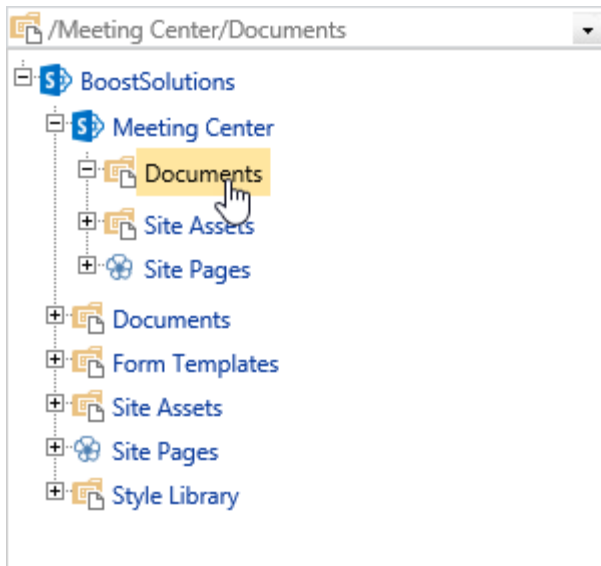 /Meeting Center/Documents
BoostSolutions
Meeting Center
Documents
Site Assets
Site Pages
Documents
Form Templates
Site Assets
Site Pages
Style Library